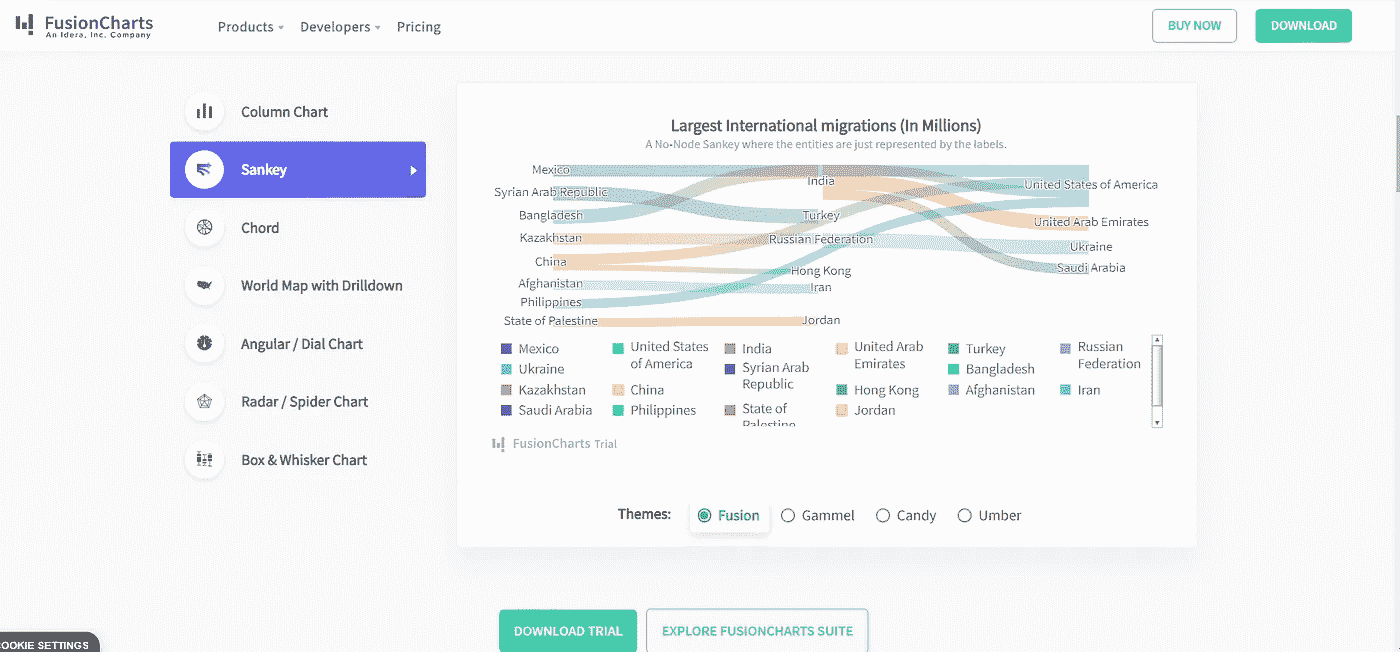 FusionCharts
An Idera, Inc. Company
Products
Developers
Pricing
BUY NOW
DOWNLOAD
Column Chart
Sankey
Chord
World Map with Drilldown
Angular / Dial Chart
Radar / Spider Chart
Box & Whisker Chart
Largest International migrations (In Millions)
A No-Node Sankey where the entities are just represented by the labels.
Mexico
Syrian Arab Republic
Bangladesh
Kazakhstan
China
Afghanistan
Philippines
State of Palestine
India
Turkey
Russian Federation
Hong Kong
Iran
Jordan
United States of America
United Arab Emirates
Ukraine
Saudi Arabia
Mexico
United States
of America
India
United Arab
Emirates
Turkey
Russian
Federation
Ukraine
Syrian Arab
Republic
Bangladesh
Kazakhstan
China
Hong Kong
Afghanistan
Iran
Saudi Arabia
Philippines
State of
Palestine
Jordan
FusionCharts Trial
Themes:
Fusion
Gammel
Candy
Umber
DOWNLOAD TRIAL
EXPLORE FUSIONCHARTS SUITE
OOKIE SETTINGS